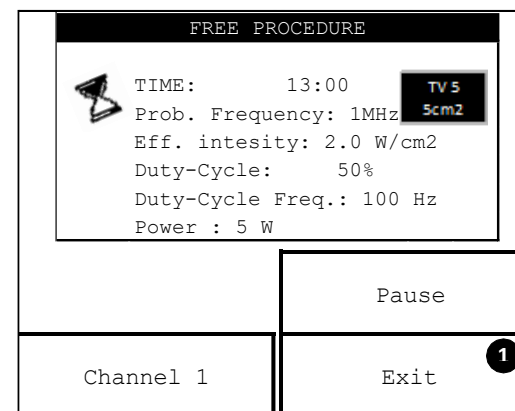 FREE PROCEDURE
TIME: 13:00
TV 5
Prob. Frequency: 1MHz
5cm2
Eff. intesity: 2.0 W/cm2
Duty-Cycle: 50%
Duty-Cycle Freq.: 100 Hz
Power : 5 W
Pause
1
Channel 1
Exit